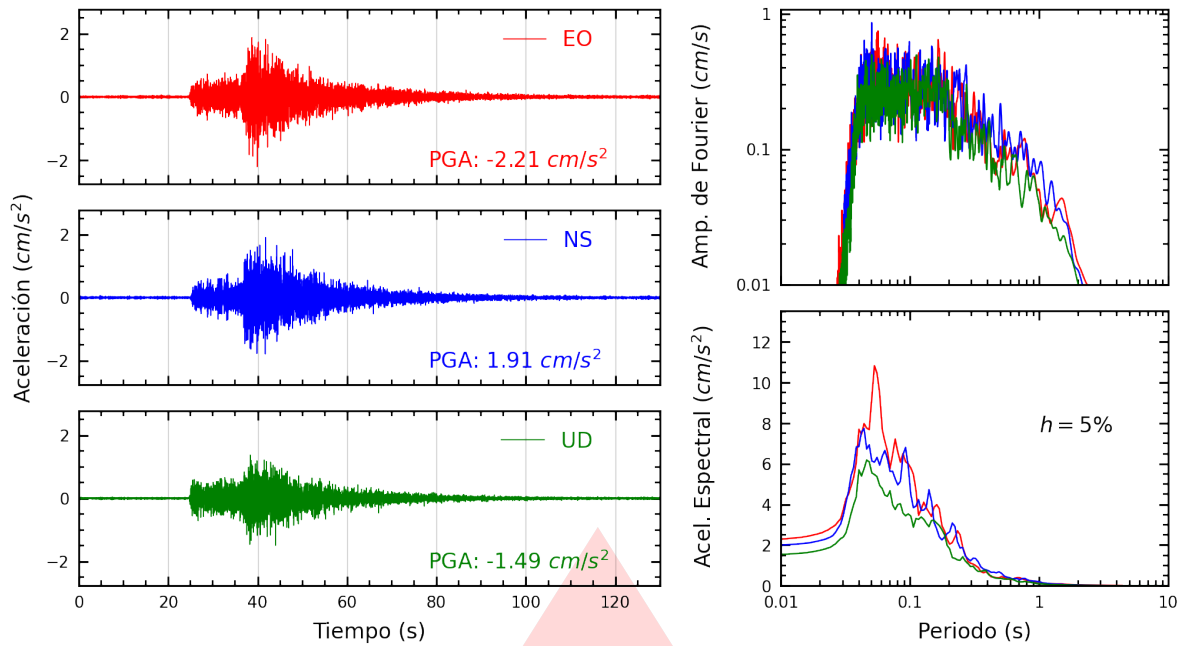 Aceleración (cm/s²)
2
0
−2
EO
PGA: -2.21 cm/s²
2
0
−2
NS
PGA: 1.91 cm/s²
2
0
−2
UD
PGA: -1.49 cm/s²
0 20 40 60 80 100 120
Tiempo (s)
Amp. de Fourier (cm/s)
1
0.1
0.01
Acel. Espectral (cm/s²)
12
10
8
6
4
2
0
h = 5%
0.01 0.1 1 10
Periodo (s)